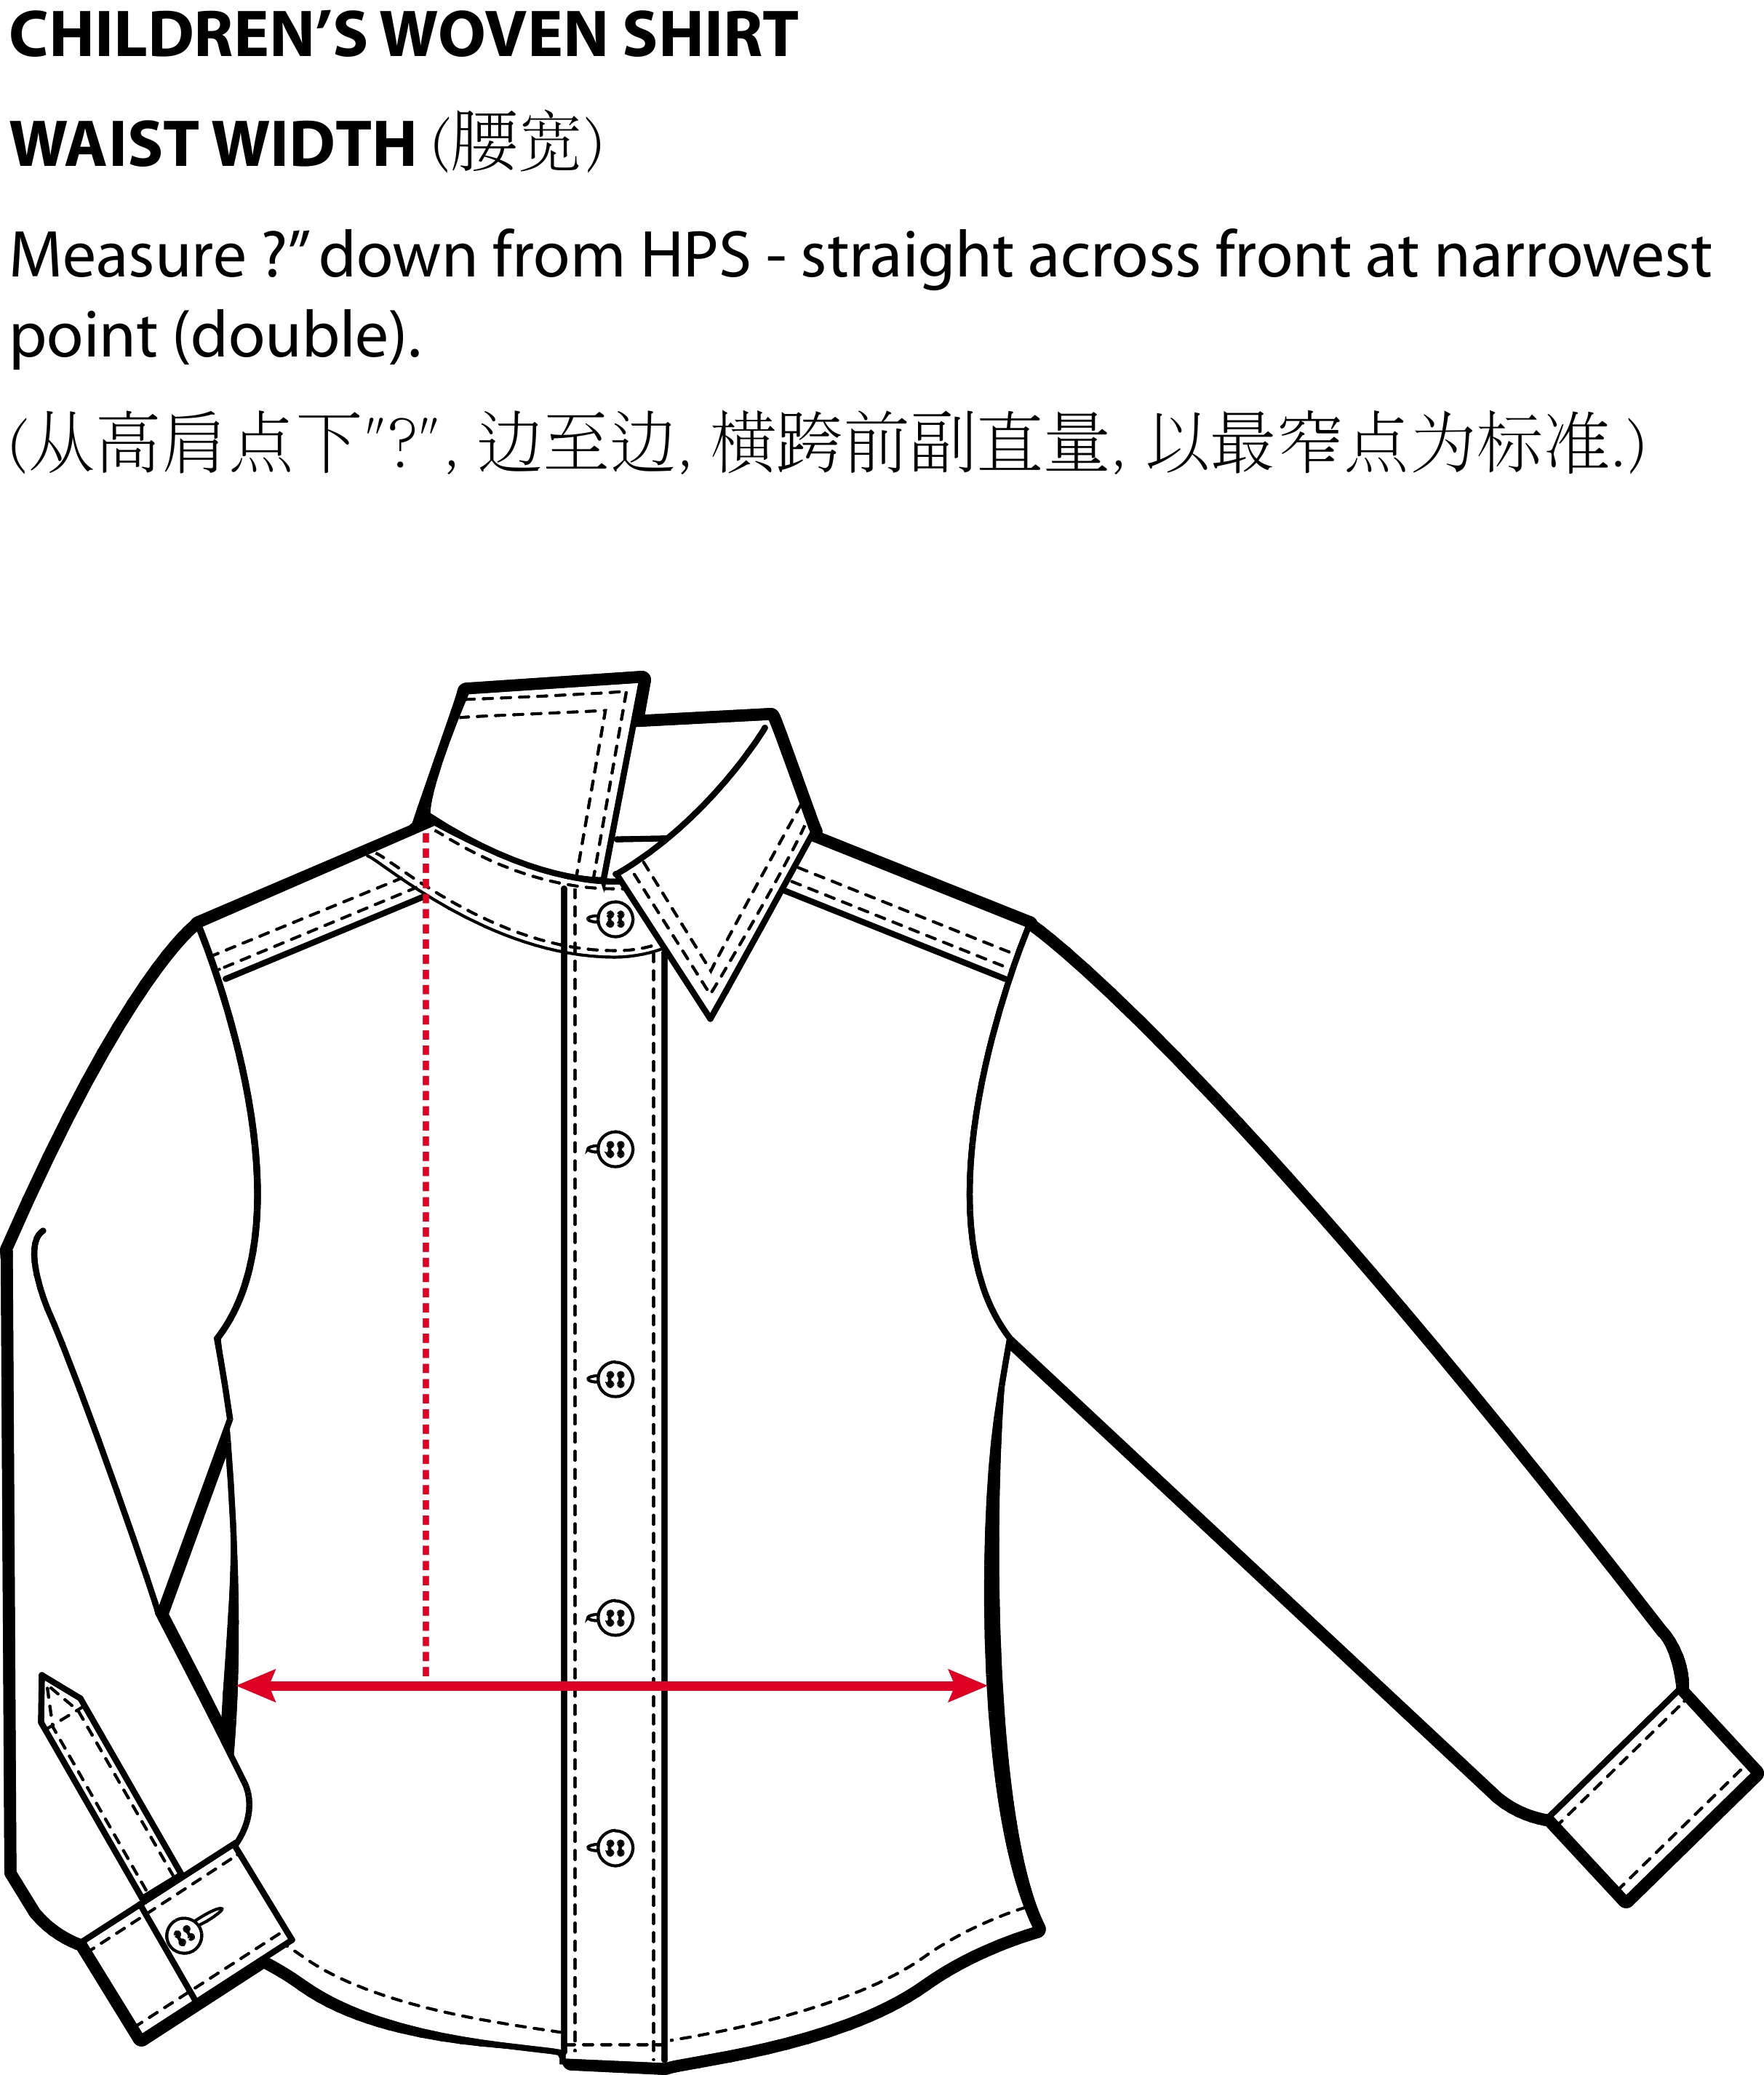 CHILDREN’S WOVEN SHIRT
WAIST WIDTH (腰宽)
Measure ?” down from HPS - straight across front at narrowest
point (double).
(从高肩点下"?", 边至边, 横跨前副直量, 以最窄点为标准.)